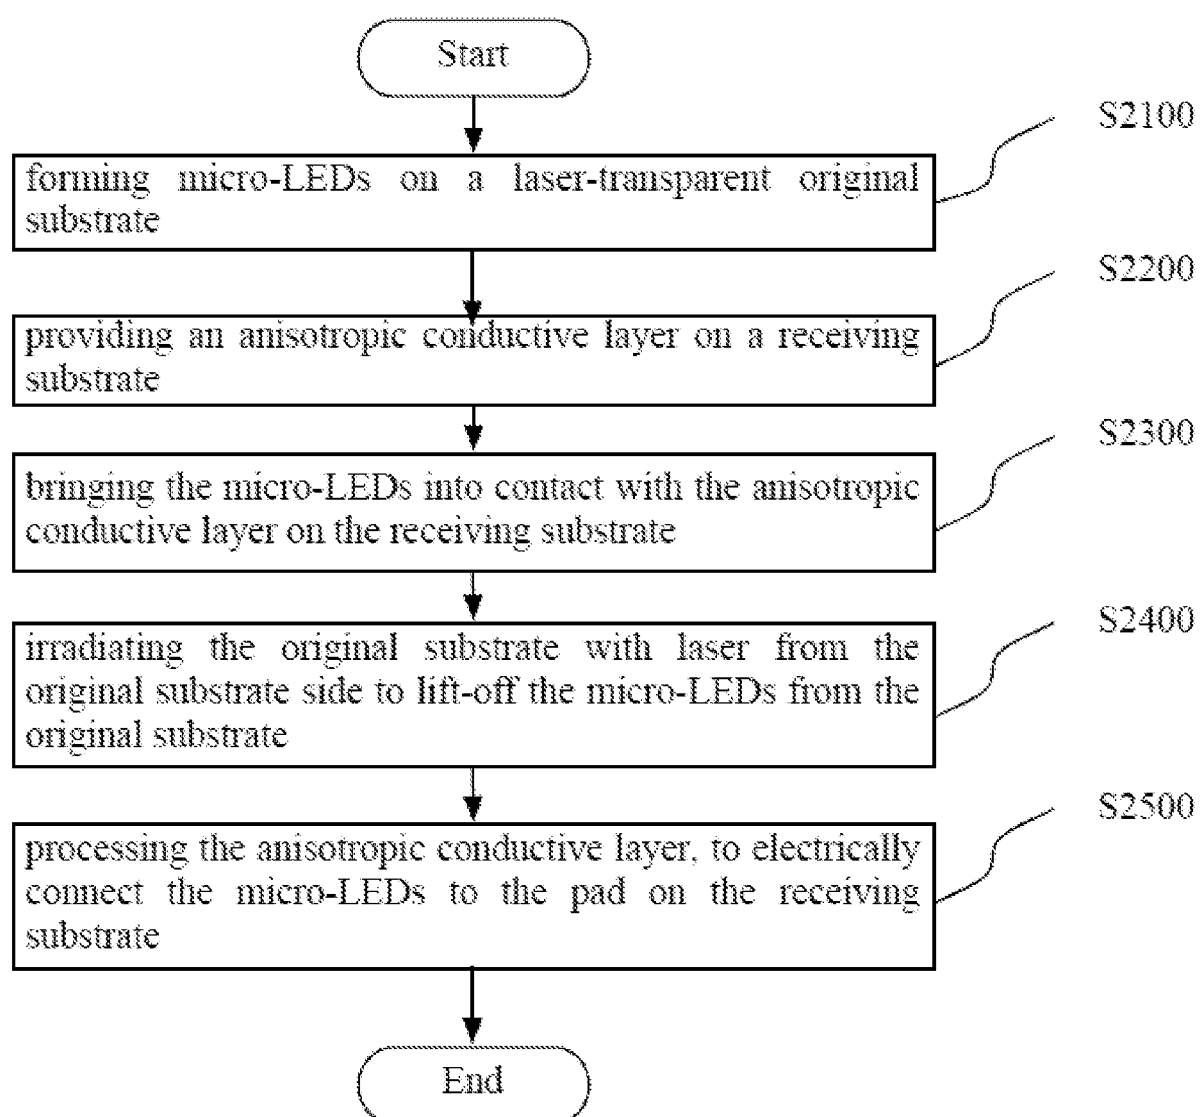 Start
S2100
forming micro-LEDs on a laser-transparent original
substrate
S2200
providing an anisotropic conductive layer on a receiving
substrate
S2300
bringing the micro-LEDs into contact with the anisotropic
conductive layer on the receiving substrate
S2400
irradiating the original substrate with laser from the
original substrate side to lift-off the micro-LEDs from the
original substrate
S2500
processing the anisotropic conductive layer, to electrically
connect the micro-LEDs to the pad on the receiving
substrate
End